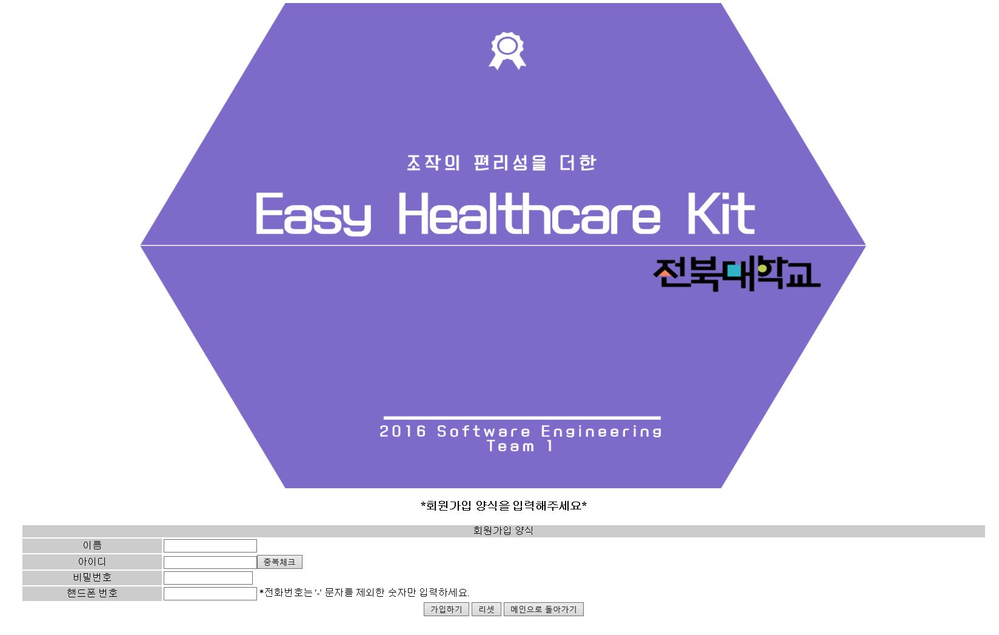 조작의 편리성을 더한
Easy Healthcare Kit
전북대학교
2016 Software Engineering
Team 1
*회원가입 양식을 입력해주세요*
회원가입 양식
이름
아이디 중복체크
비밀번호
핸드폰 번호 *전화번호는 '-' 문자를 제외한 숫자만 입력하세요.
가입하기 리셋 메인으로 돌아가기